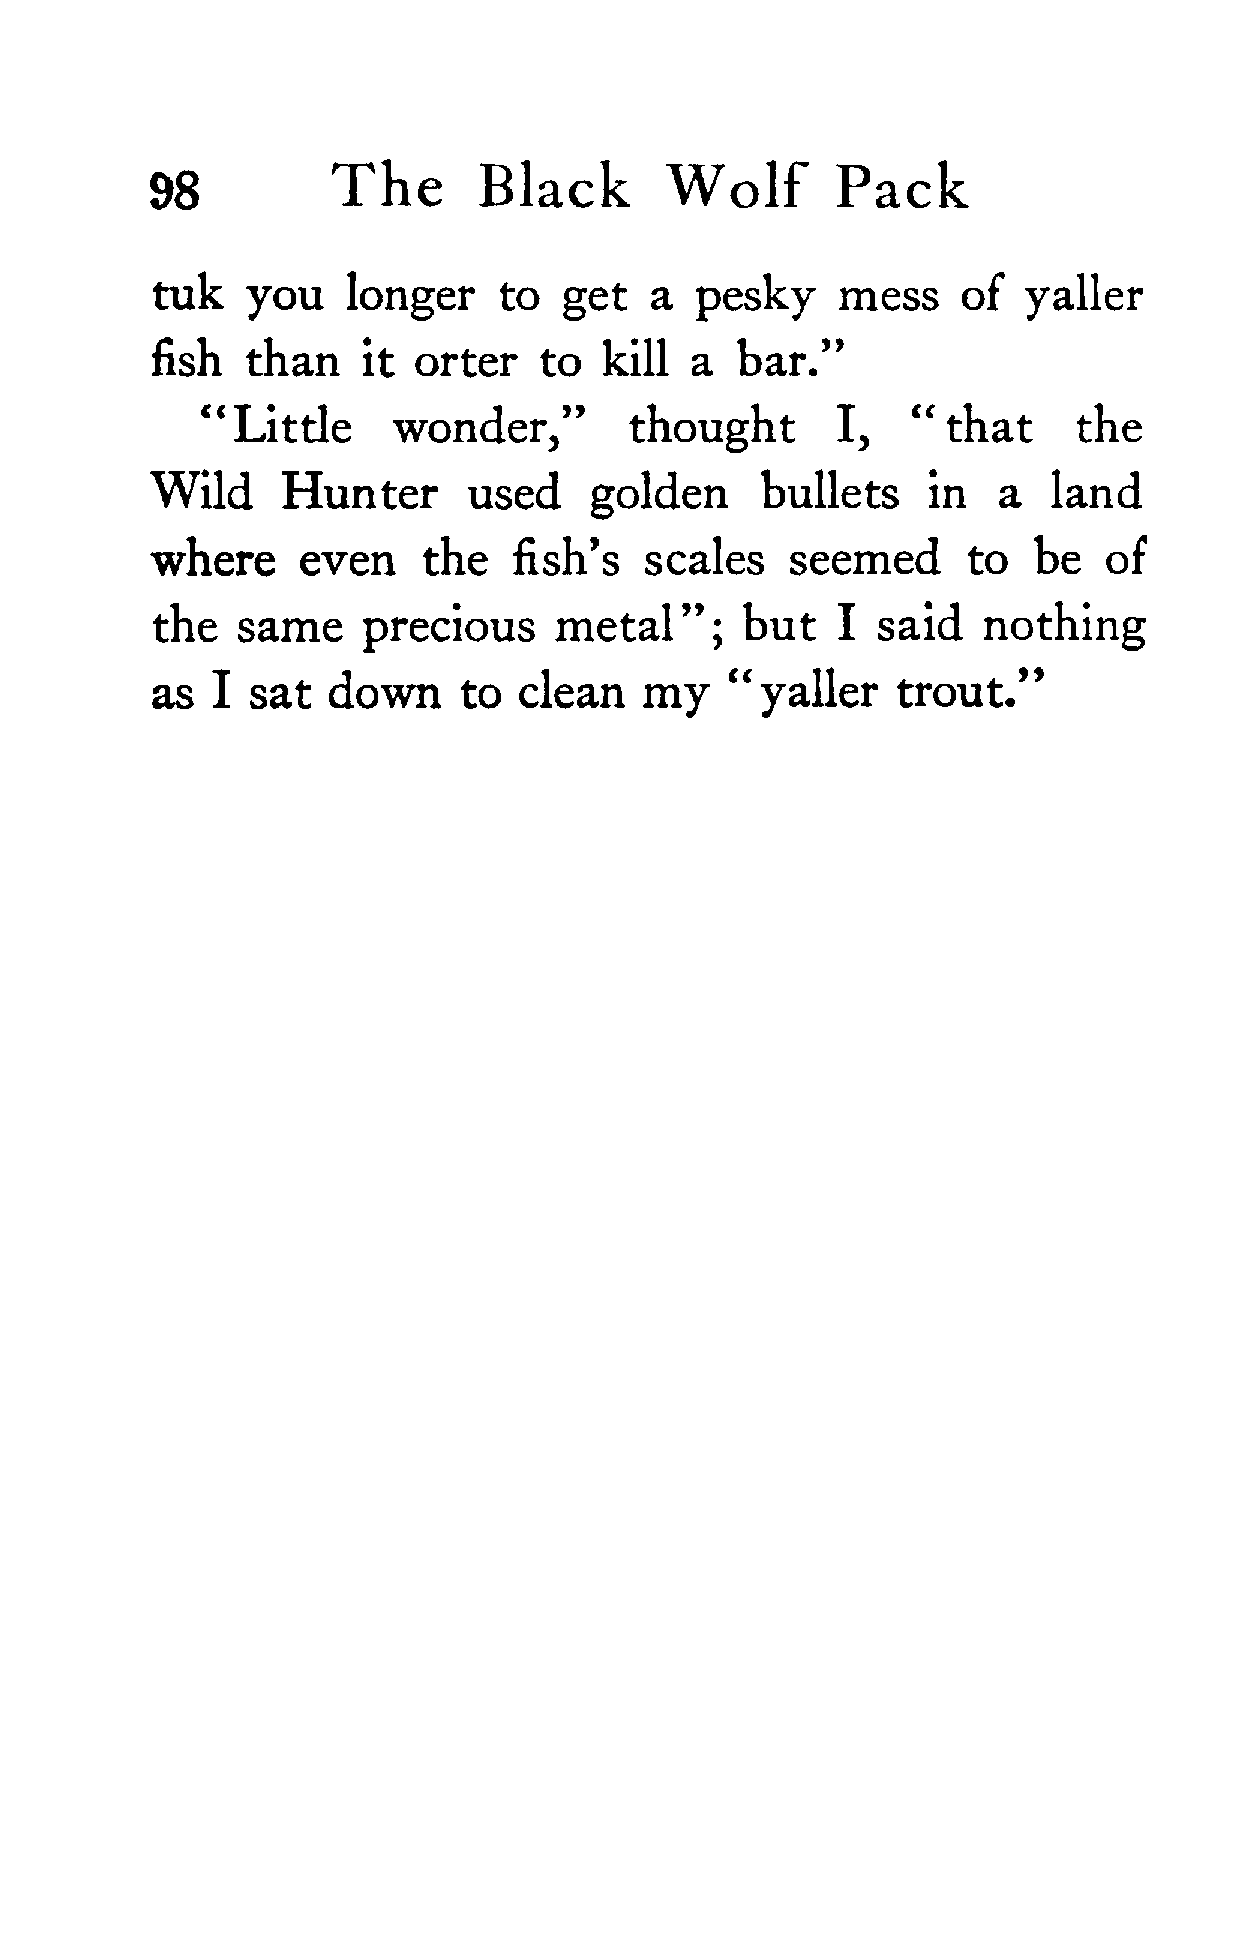 98 The Black Wolf Pack
tuk you longer to get a pesky mess of yaller
fish than it orter to kill a bar.”
“Little wonder,” thought I, “that the
Wild Hunter used golden bullets in a land
where even the fish’s scales seemed to be of
the same precious metal”; but I said nothing
as I sat down to clean my “yaller trout.”